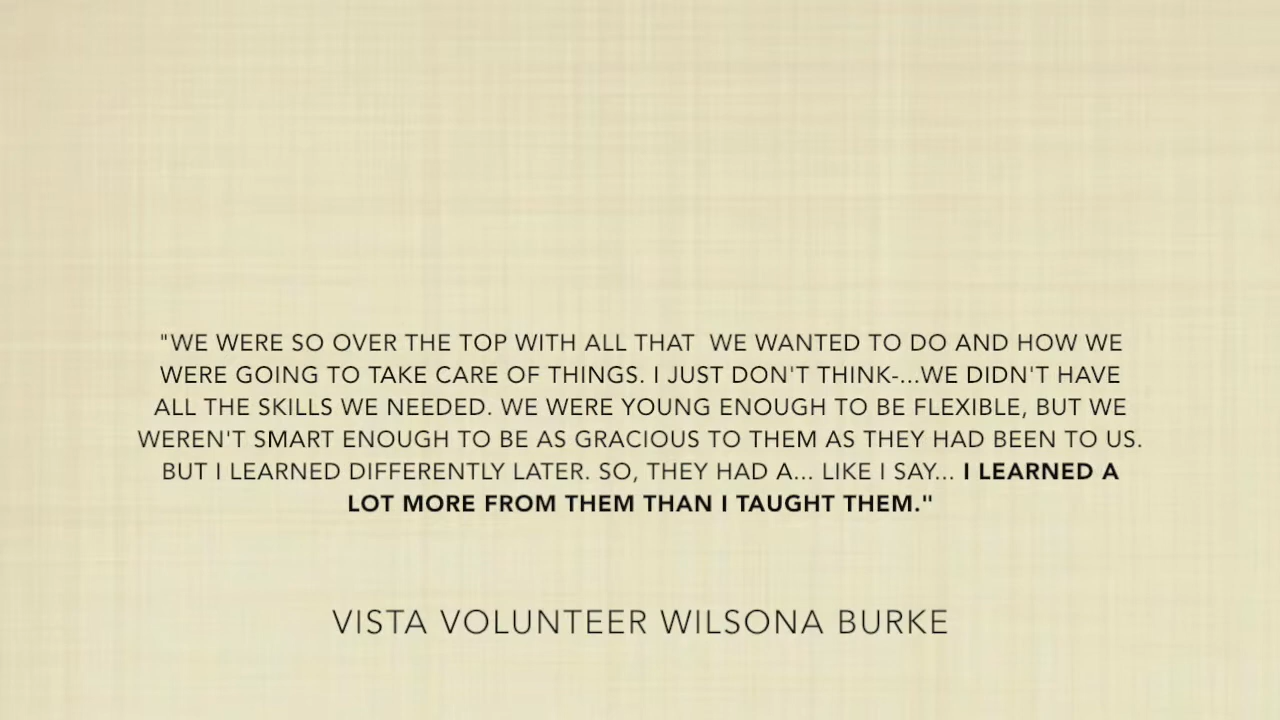 "WE WERE SO OVER THE TOP WITH ALL THAT  WE WANTED TO DO AND HOW WE
WERE GOING TO TAKE CARE OF THINGS. I JUST DON'T THINK-...WE DIDN'T HAVE
ALL THE SKILLS WE NEEDED. WE WERE YOUNG ENOUGH TO BE FLEXIBLE, BUT WE
WEREN'T SMART ENOUGH TO BE AS GRACIOUS TO THEM AS THEY HAD BEEN TO US.
BUT I LEARNED DIFFERENTLY LATER. SO, THEY HAD A... LIKE I SAY... I LEARNED A
LOT MORE FROM THEM THAN I TAUGHT THEM."
VISTA VOLUNTEER WILSONA BURKE